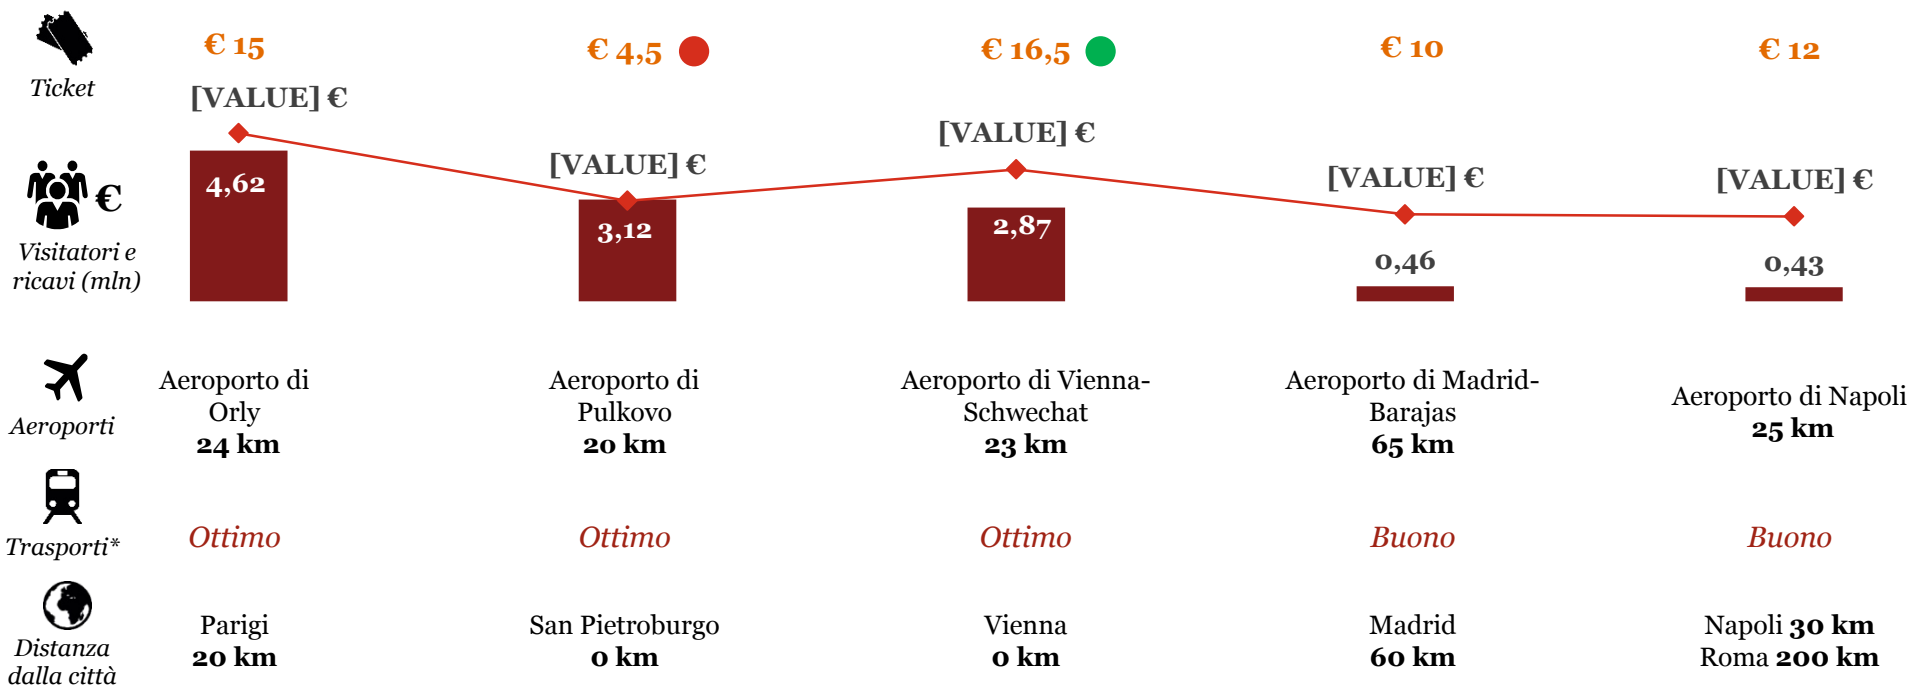 Ticket
€ 15
€ 4,5
€ 16,5
€ 10
€ 12
[VALUE] €
[VALUE] €
[VALUE] €
[VALUE] €
[VALUE] €
€
Visitatori e
ricavi (mln)
4,62
3,12
2,87
0,46
0,43
Aeroporti
Aeroporto di
Orly
24 km
Aeroporto di
Pulkovo
20 km
Aeroporto di Vienna-
Schwechat
23 km
Aeroporto di Madrid-
Barajas
65 km
Aeroporto di Napoli
25 km
Trasporti*
Ottimo
Ottimo
Ottimo
Buono
Buono
Distanza
dalla città
Parigi
20 km
San Pietroburgo
0 km
Vienna
0 km
Madrid
60 km
Napoli 30 km
Roma 200 km